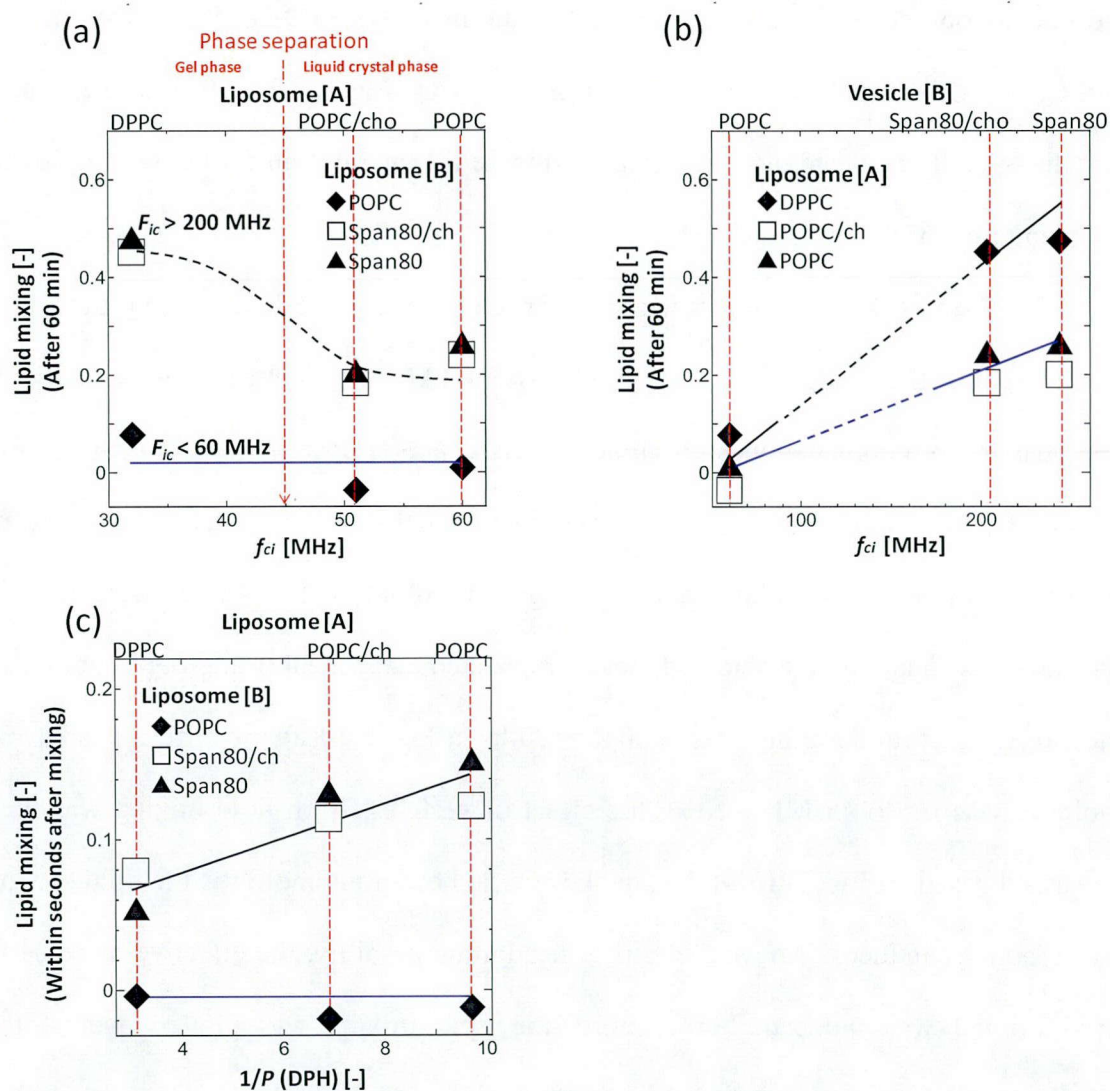 (a)
Phase separation
Gel phase Liquid crystal phase
Liposome [A]
DPPC POPC/cho POPC
Liposome [B]
POPC
Span80/ch
Span80
F_ic > 200 MHz
F_ic < 60 MHz
0.6
0.4
0.2
0
Lipid mixing [-]
(After 60 min)
30 40 50 60
f_ci [MHz]
(b)
Vesicle [B]
POPC Span80/cho Span80
Liposome [A]
DPPC
POPC/ch
POPC
0.6
0.4
0.2
0
Lipid mixing [-]
(After 60 min)
100 200
f_ci [MHz]
(c)
Liposome [A]
DPPC POPC/ch POPC
Liposome [B]
POPC
Span80/ch
Span80
0.2
0.1
0
Lipid mixing [-]
(Within seconds after mixing)
4 6 8 10
1/P (DPH) [-]